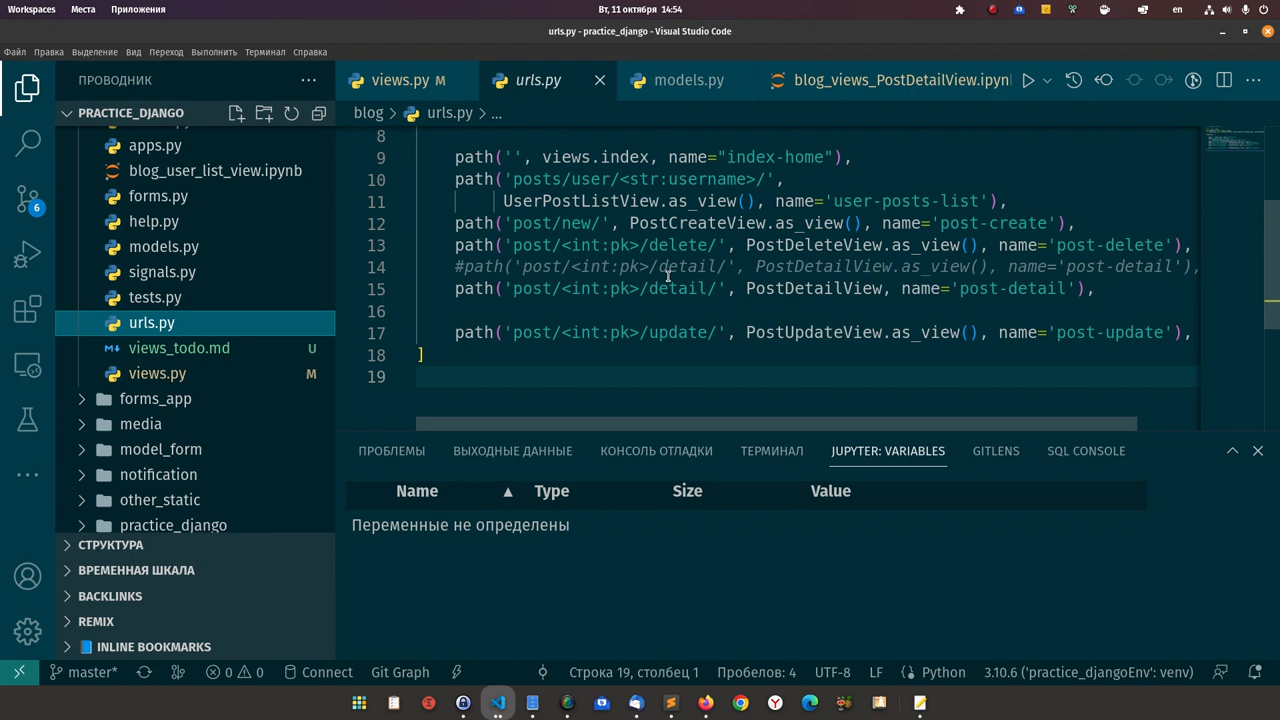 Workspaces Места Приложения Вт, 11 октября 14:54 en
urls.py - practice_django - Visual Studio Code
Файл Правка Выделение Вид Переход Выполнить Терминал Справка
ПРОВОДНИК
views.py M urls.py models.py blog_views_PostDetailView.ipyn
PRACTICE_DJANGO
blog > urls.py > ...
apps.py
blog_user_list_view.ipynb
forms.py
help.py
models.py
signals.py
tests.py
urls.py
views_todo.md U
views.py M
forms_app
media
model_form
notification
other_static
practice_django
СТРУКТУРА
ВРЕМЕННАЯ ШКАЛА
BACKLINKS
REMIX
INLINE BOOKMARKS
6
8
9 path('', views.index, name="index-home"),
10 path('posts/user/<str:username>/',
11 UserPostListView.as_view(), name='user-posts-list'),
12 path('post/new/', PostCreateView.as_view(), name='post-create'),
13 path('post/<int:pk>/delete/', PostDeleteView.as_view(), name='post-delete'),
14 #path('post/<int:pk>/detail/', PostDetailView.as_view(), name='post-detail'),
15 path('post/<int:pk>/detail/', PostDetailView, name='post-detail'),
16
17 path('post/<int:pk>/update/', PostUpdateView.as_view(), name='post-update'),
18 ]
19
ПРОБЛЕМЫ ВЫХОДНЫЕ ДАННЫЕ КОНСОЛЬ ОТЛАДКИ ТЕРМИНАЛ JUPYTER: VARIABLES GITLENS SQL CONSOLE
Name ▲ Type Size Value
Переменные не определены
master* 0 0 Connect Git Graph Строка 19, столбец 1 Пробелов: 4 UTF-8 LF Python 3.10.6 ('practice_djangoEnv': venv)